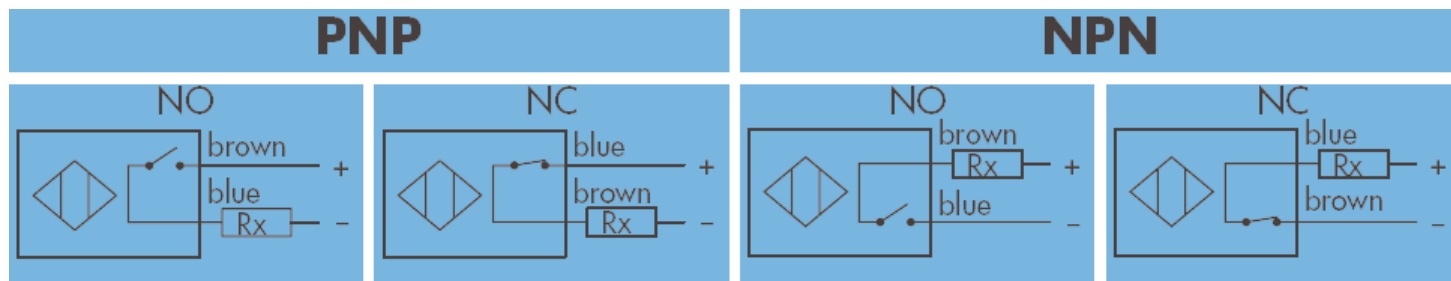 PNP
NPN
NO
brown
+
blue
Rx
−
NC
blue
+
brown
Rx
−
NO
brown
Rx
+
blue
−
NC
blue
Rx
+
brown
−